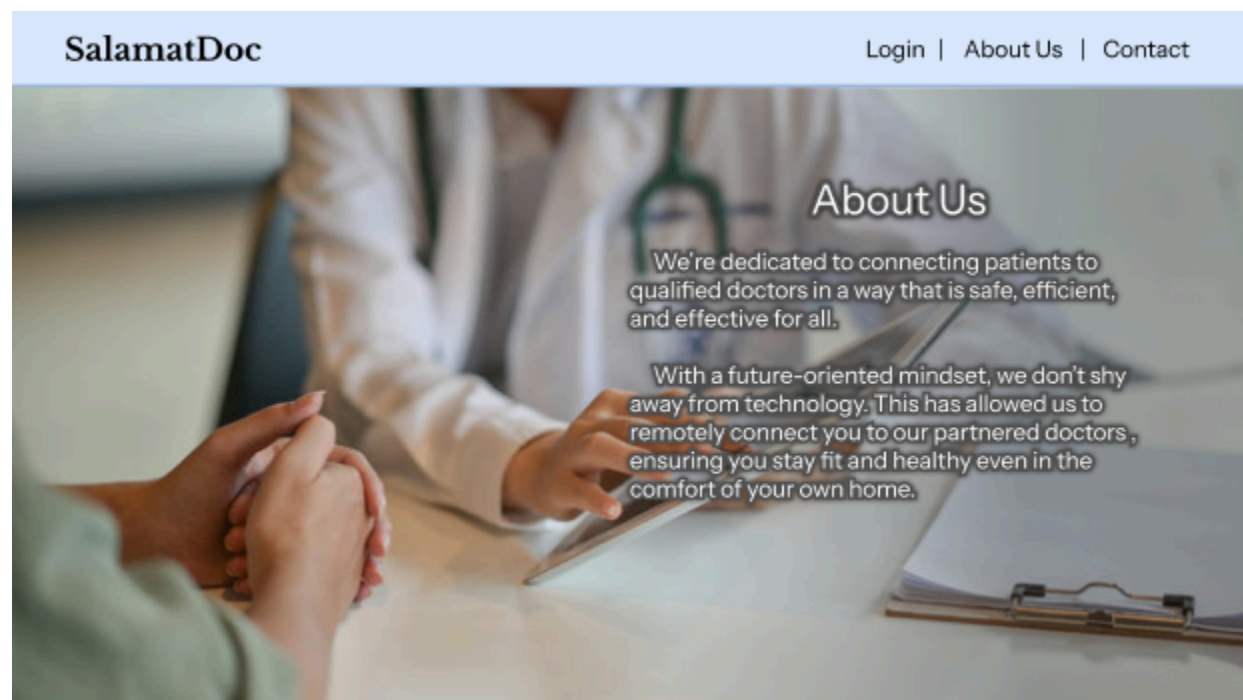 SalamatDoc
Login | About Us | Contact
About Us
We're dedicated to connecting patients to
qualified doctors in a way that is safe, efficient,
and effective for all.
With a future-oriented mindset, we don't shy
away from technology. This has allowed us to
remotely connect you to our partnered doctors ,
ensuring you stay fit and healthy even in the
comfort of your own home.